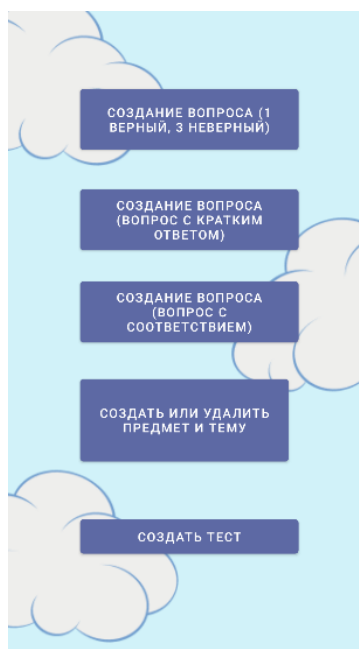 СОЗДАНИЕ ВОПРОСА (1
ВЕРНЫЙ, 3 НЕВЕРНЫЙ)
СОЗДАНИЕ ВОПРОСА
(ВОПРОС С КРАТКИМ
ОТВЕТОМ)
СОЗДАНИЕ ВОПРОСА
(ВОПРОС С
СООТВЕТСТВИЕМ)
СОЗДАТЬ ИЛИ УДАЛИТЬ
ПРЕДМЕТ И ТЕМУ
СОЗДАТЬ ТЕСТ